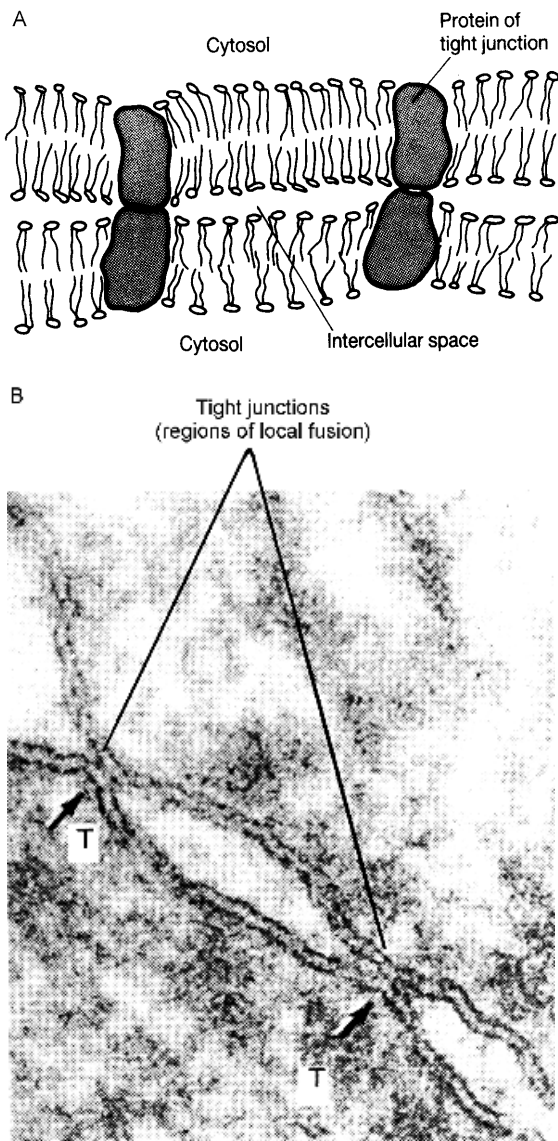 A
Cytosol
Protein of
tight junction
Cytosol
Intercellular space
B
Tight junctions
(regions of local fusion)
T
T